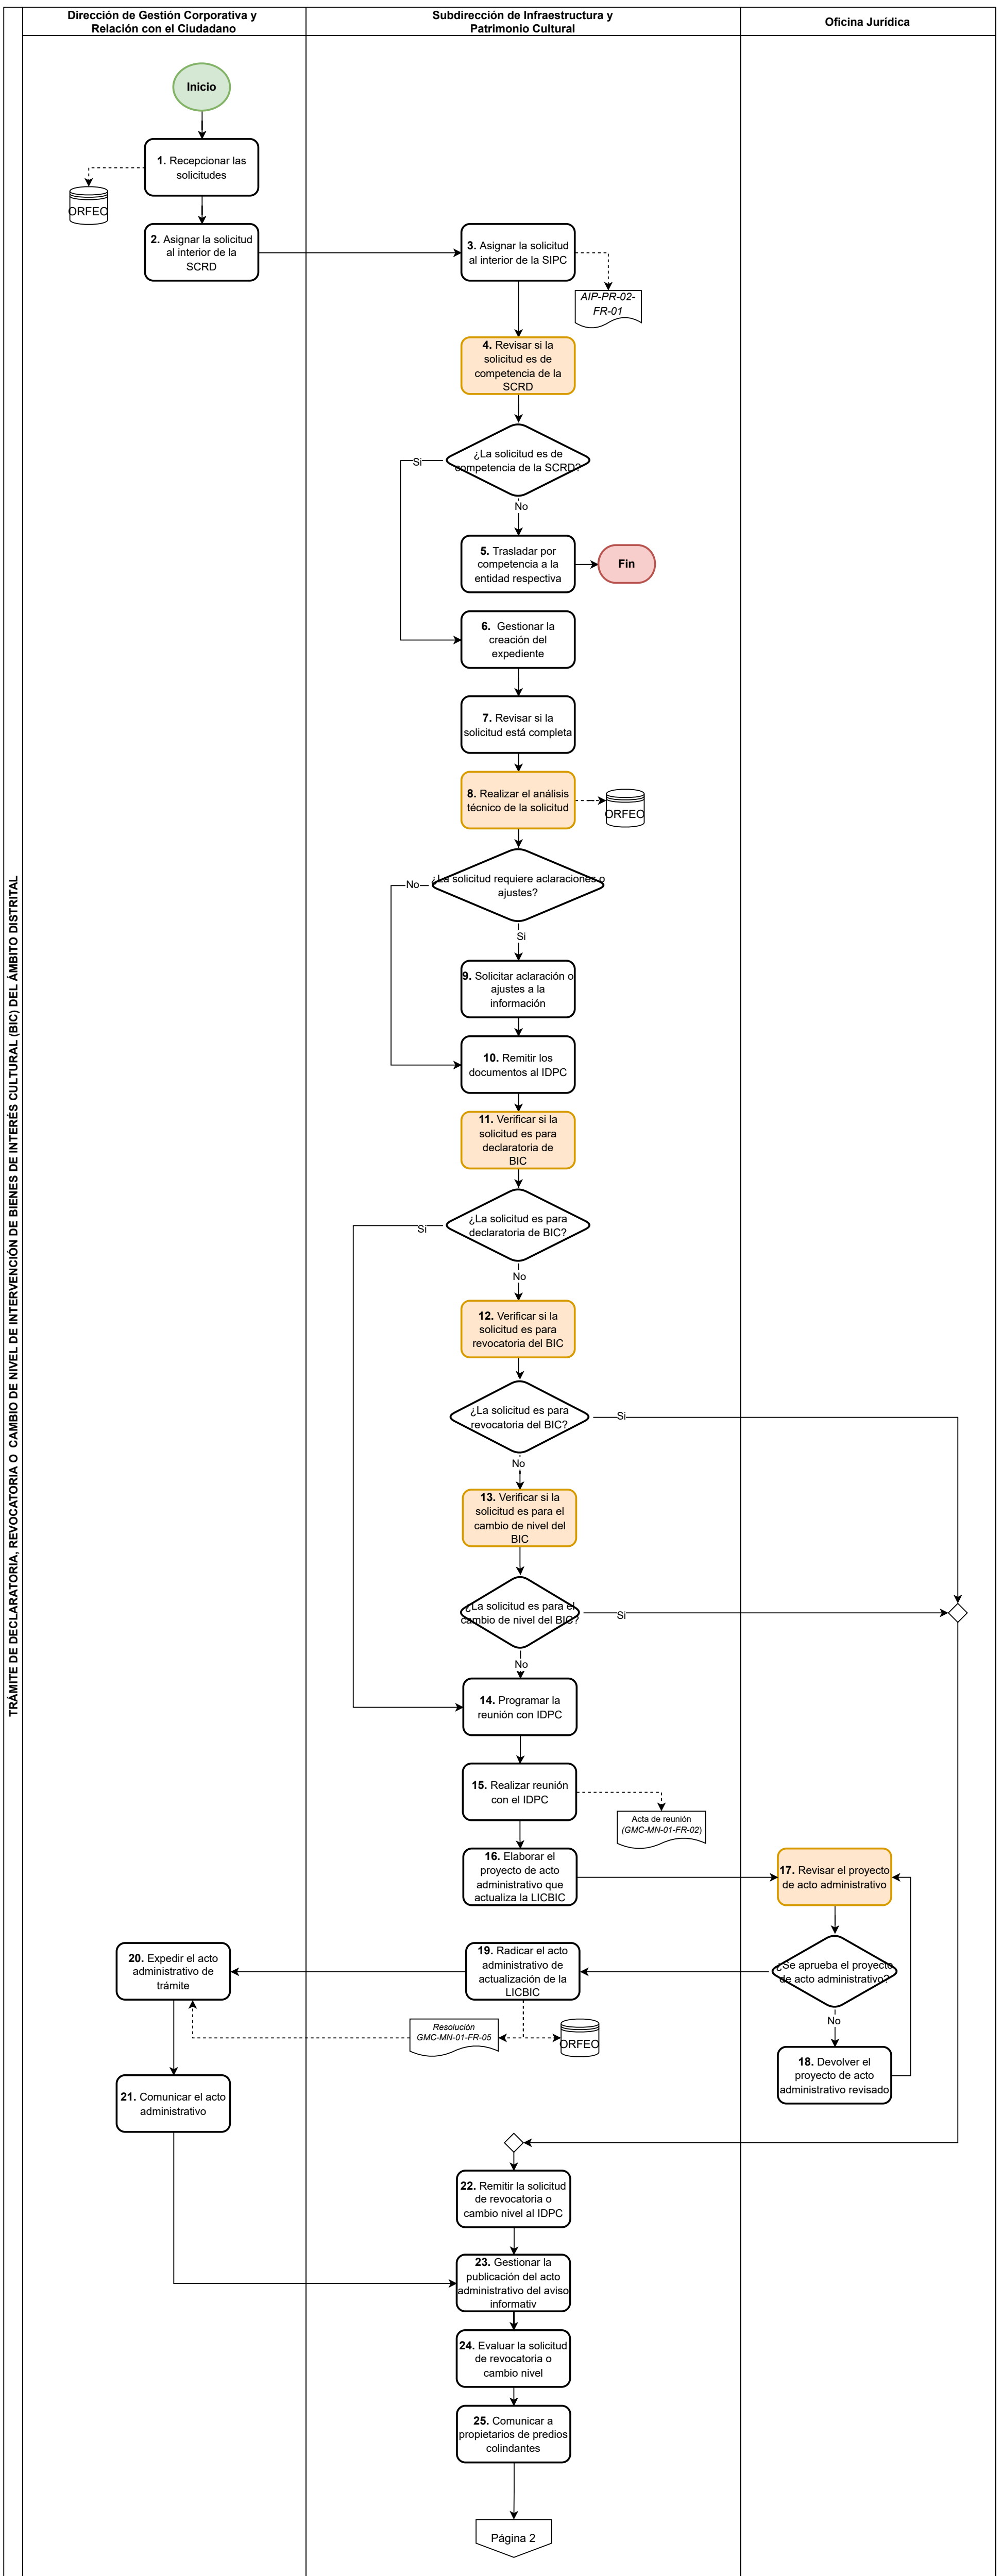 Dirección de Gestión Corporativa y
Relación con el Ciudadano
Subdirección de Infraestructura y
Patrimonio Cultural
Oficina Jurídica
TRÁMITE DE DECLARATORIA, REVOCATORIA O CAMBIO DE NIVEL DE INTERVENCIÓN DE BIENES DE INTERÉS CULTURAL (BIC) DEL ÁMBITO DISTRITAL
Inicio
1. Recepcionar las
solicitudes
ORFEO
2. Asignar la solicitud
al interior de la
SCRD
3. Asignar la solicitud
al interior de la SIPC
AIP-PR-02-
FR-01
4. Revisar si la
solicitud es de
competencia de la
SCRD
¿La solicitud es de
competencia de la SCRD?
Si
No
5. Trasladar por
competencia a la
entidad respectiva
Fin
6. Gestionar la
creación del
expediente
7. Revisar si la
solicitud está completa
8. Realizar el análisis
técnico de la solicitud
ORFEO
¿La solicitud requiere aclaraciones o
ajustes?
No
Si
9. Solicitar aclaración o
ajustes a la
información
10. Remitir los
documentos al IDPC
11. Verificar si la
solicitud es para
declaratoria de
BIC
¿La solicitud es para
declaratoria de BIC?
Si
No
12. Verificar si la
solicitud es para
revocatoria del BIC
¿La solicitud es para
revocatoria del BIC?
Si
No
13. Verificar si la
solicitud es para el
cambio de nivel del
BIC
¿La solicitud es para el
cambio de nivel del BIC?
Si
No
14. Programar la
reunión con IDPC
15. Realizar reunión
con el IDPC
Acta de reunión
(GMC-MN-01-FR-02)
16. Elaborar el
proyecto de acto
administrativo que
actualiza la LICBIC
17. Revisar el proyecto
de acto administrativo
¿Se aprueba el proyecto
de acto administrativo?
No
18. Devolver el
proyecto de acto
administrativo revisado
19. Radicar el acto
administrativo de
actualización de la
LICBIC
20. Expedir el acto
administrativo de
trámite
Resolución
GMC-MN-01-FR-05
ORFEO
21. Comunicar el acto
administrativo
22. Remitir la solicitud
de revocatoria o
cambio nivel al IDPC
23. Gestionar la
publicación del acto
administrativo del aviso
informativ
24. Evaluar la solicitud
de revocatoria o
cambio nivel
25. Comunicar a
propietarios de predios
colindantes
Página 2